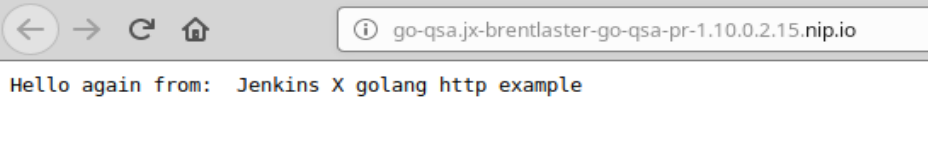 go-qsa.jx-brentlaster-go-qsa-pr-1.10.0.2.15.nip.io
Hello again from:  Jenkins X golang http example